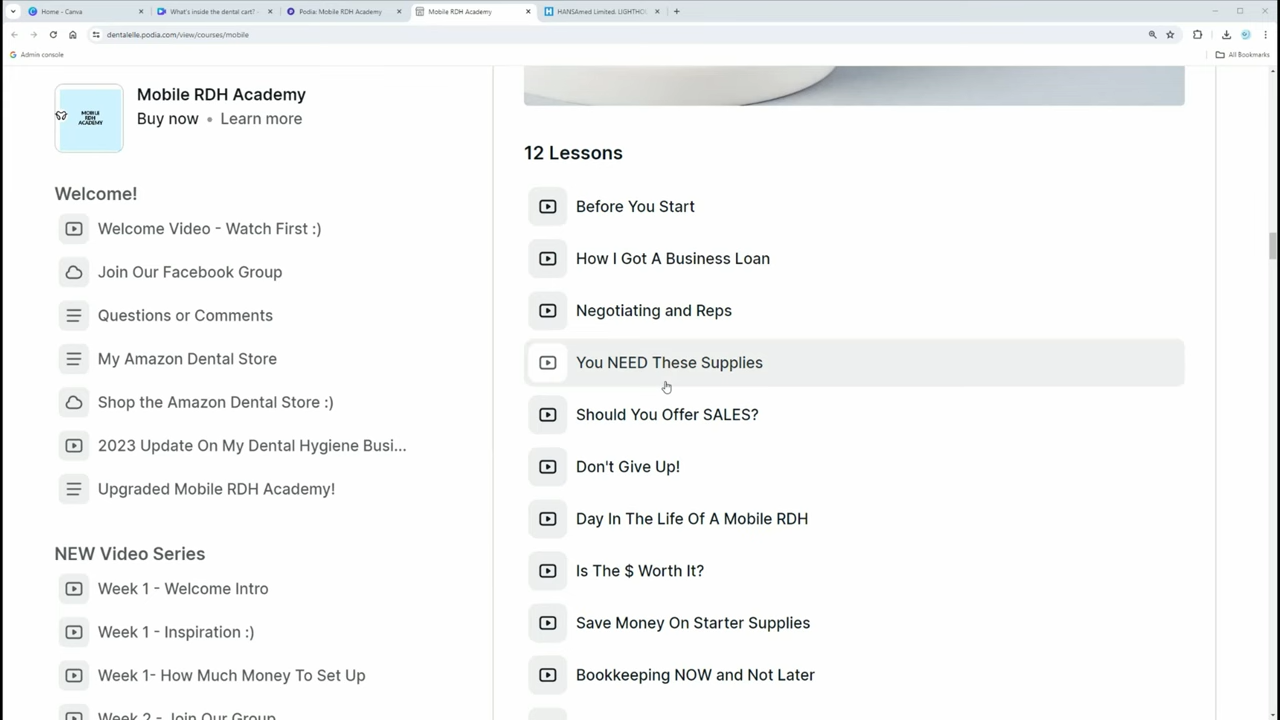 Home - Canva
What's inside the dental cart? -
Podia: Mobile RDH Academy
Mobile RDH Academy
HANSAmed Limited. LIGHTHO
dentalelle.podia.com/view/courses/mobile
Admin console
All Bookmarks
MOBILE
RDH
ACADEMY
Mobile RDH Academy
Buy now • Learn more
Welcome!
Welcome Video - Watch First :)
Join Our Facebook Group
Questions or Comments
My Amazon Dental Store
Shop the Amazon Dental Store :)
2023 Update On My Dental Hygiene Busi...
Upgraded Mobile RDH Academy!
NEW Video Series
Week 1 - Welcome Intro
Week 1 - Inspiration :)
Week 1- How Much Money To Set Up
Week 2 - Join Our Group
12 Lessons
Before You Start
How I Got A Business Loan
Negotiating and Reps
You NEED These Supplies
Should You Offer SALES?
Don't Give Up!
Day In The Life Of A Mobile RDH
Is The $ Worth It?
Save Money On Starter Supplies
Bookkeeping NOW and Not Later